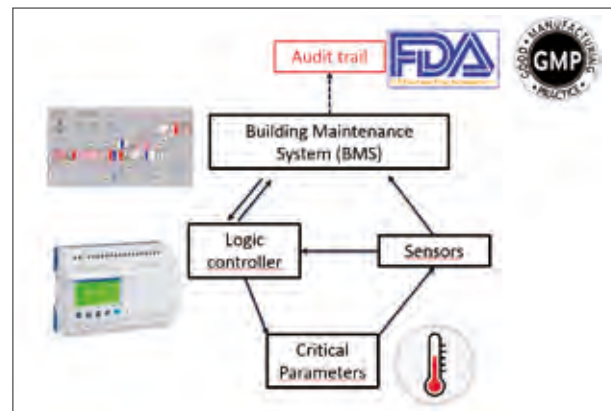 Audit trail
FDA
GOOD MANUFACTURING PRACTICE
GMP
Building Maintenance
System (BMS)
Logic
controller
Sensors
Critical
Parameters